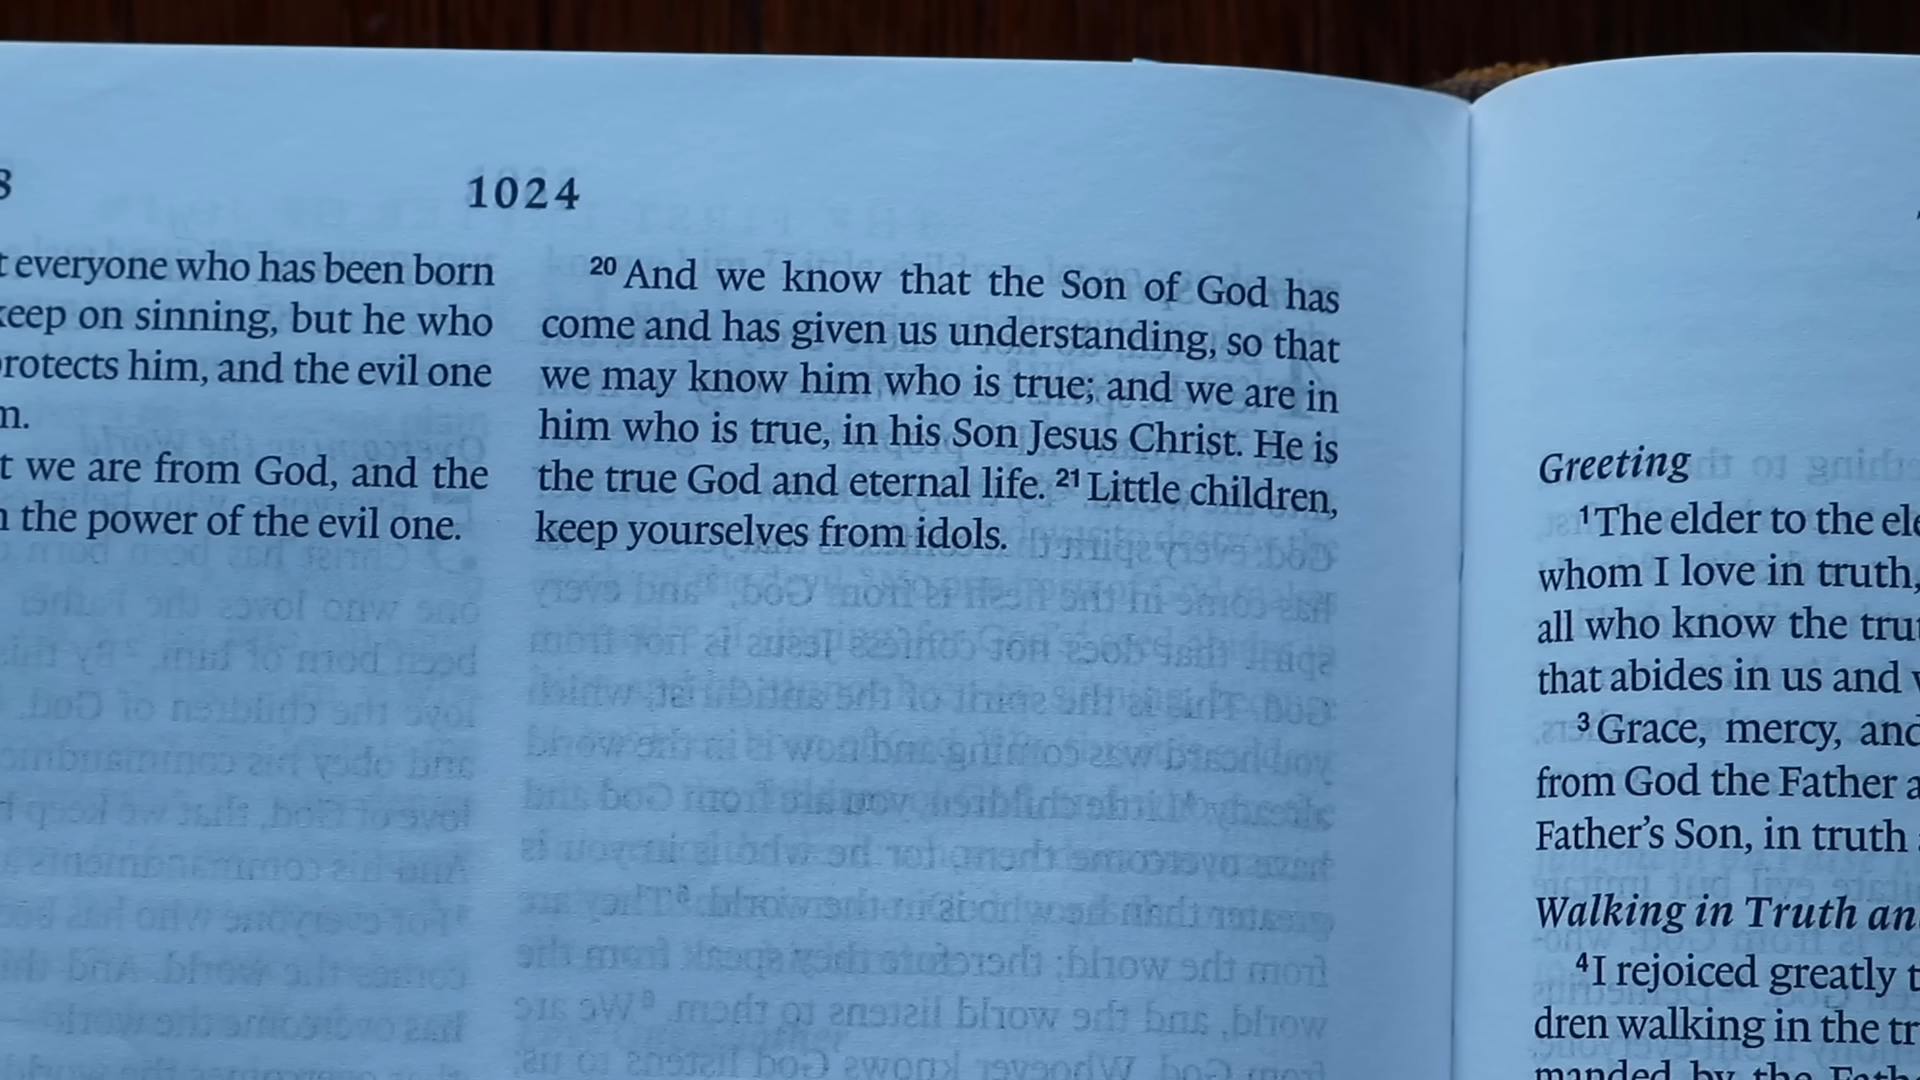 1024
everyone who has been born
keep on sinning, but he who
protects him, and the evil one
we are from God, and the
the power of the evil one.
20 And we know that the Son of God has
come and has given us understanding, so that
we may know him who is true; and we are in
him who is true, in his Son Jesus Christ. He is
the true God and eternal life. 21 Little children,
keep yourselves from idols.
Greeting
1 The elder to the
whom I love in truth,
all who know the
that abides in us and
3 Grace, mercy, and
from God the Father
Father's Son, in truth
Walking in Truth
4 I rejoiced greatly
dren walking in the
manded by the